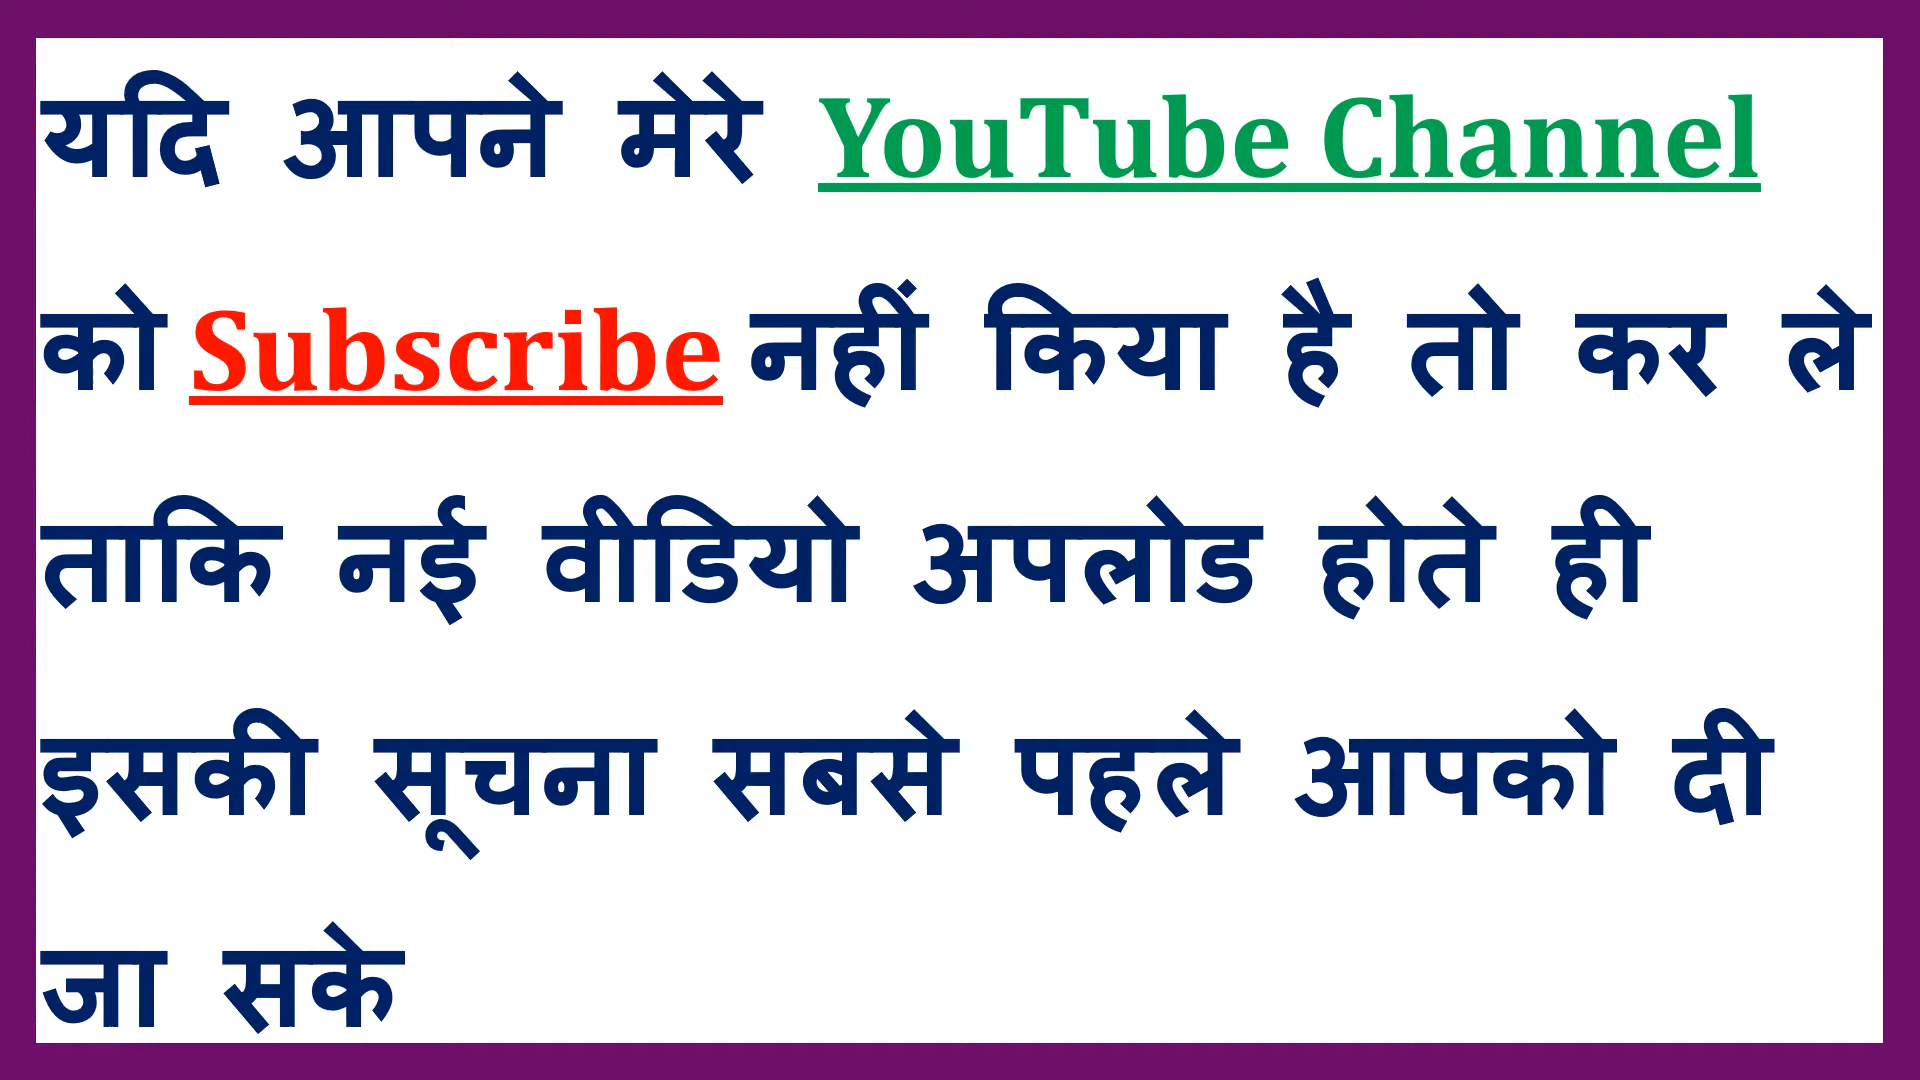 यदि आपने मेरे YouTube Channel
को Subscribe नहीं किया है तो कर ले
ताकि नई वीडियो अपलोड होते ही
इसकी सूचना सबसे पहले आपको दी
जा सके